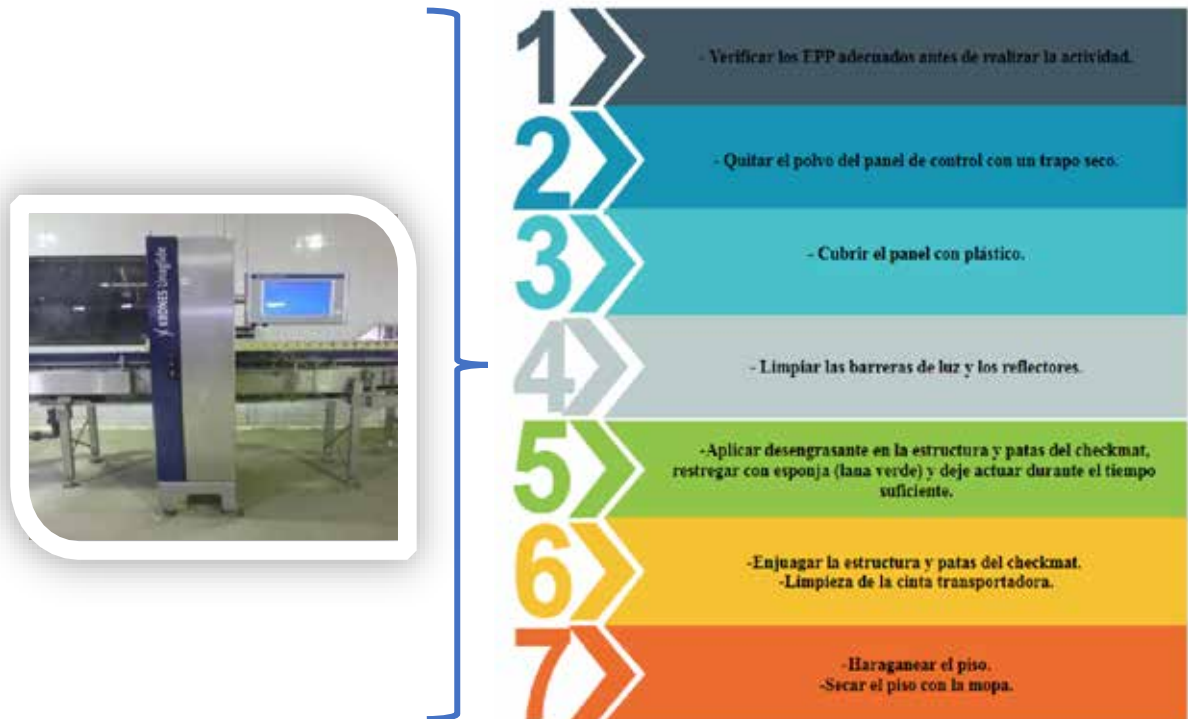 KRONES Linaglide
1
- Verificar los EPP adecuados antes de realizar la actividad.
2
- Quitar el polvo del panel de control con un trapo seco.
3
- Cubrir el panel con plástico.
4
- Limpiar las barreras de luz y los reflectores.
5
-Aplicar desengrasante en la estructura y patas del checkmat,
restregar con esponja (lana verde) y deje actuar durante el tiempo
suficiente.
6
-Enjuagar la estructura y patas del checkmat.
-Limpieza de la cinta transportadora.
7
-Haraganear el piso.
-Secar el piso con la mopa.